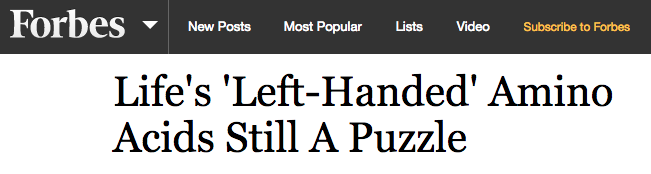 Forbes New Posts Most Popular Lists Video Subscribe to Forbes
Life's 'Left-Handed' Amino
Acids Still A Puzzle